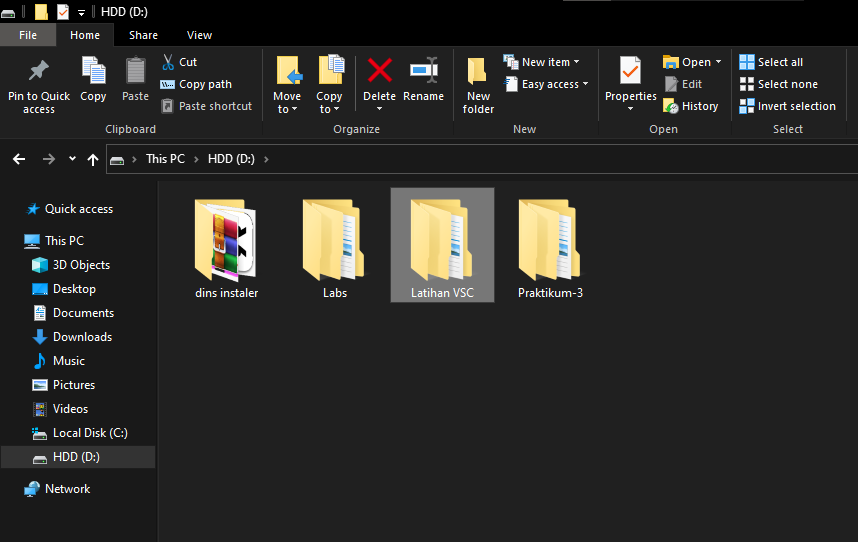 HDD (D:)
File
Home
Share
View
Pin to Quick
access
Copy
Paste
Cut
Copy path
Paste shortcut
Clipboard
Move
to
Copy
to
Delete
Rename
Organize
New
folder
New item
Easy access
New
Properties
Open
Edit
History
Open
Select all
Select none
Invert selection
Select
This PC
HDD (D:)
Quick access
This PC
3D Objects
Desktop
Documents
Downloads
Music
Pictures
Videos
Local Disk (C:)
HDD (D:)
Network
dins instaler
Labs
Latihan VSC
Praktikum-3